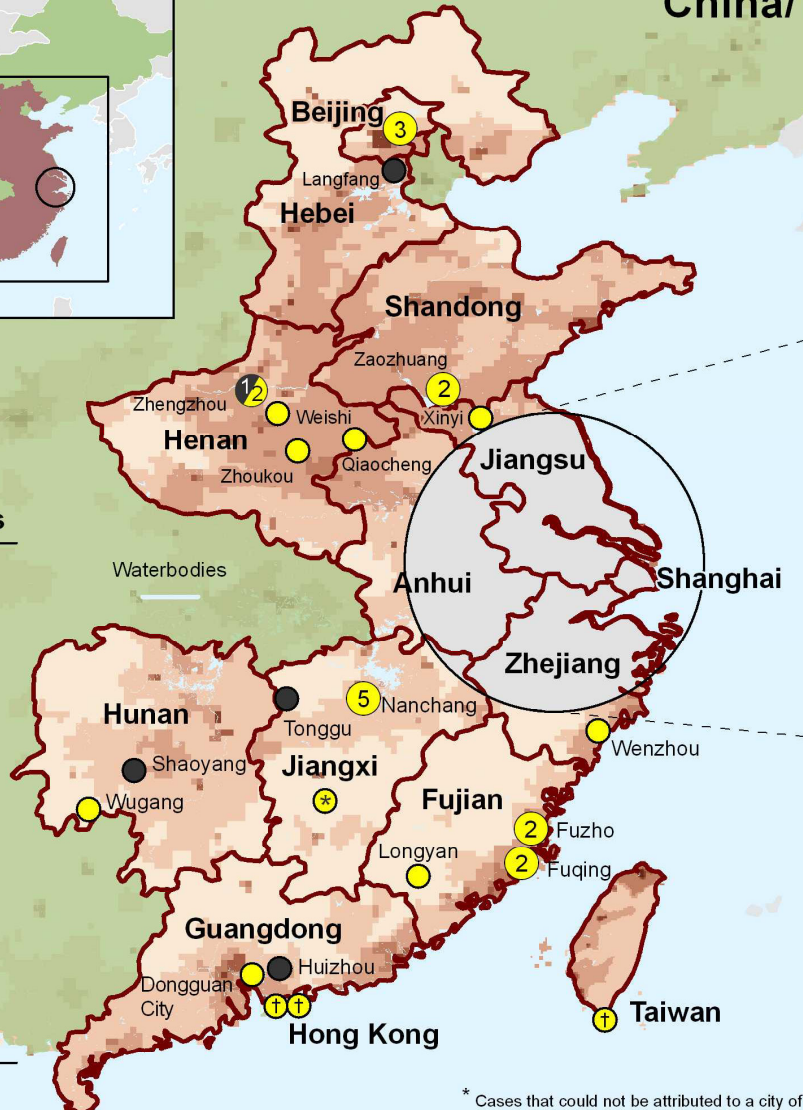 China/
Beijing
3
Langfang
Hebei
Shandong
Zaozhuang
2
1
2
Zhengzhou
Weishi
Xinyi
Henan
Qiaocheng
Zhoukou
Jiangsu
s
Waterbodies
Anhui
Shanghai
Zhejiang
5
Nanchang
Hunan
Tonggu
Wenzhou
Shaoyang
Jiangxi
Wugang
*
Fujian
2
Fuzho
Longyan
2
Fuqing
Guangdong
Huizhou
Dongguan
City
†
†
Hong Kong
Taiwan
†
* Cases that could not be attributed to a city of